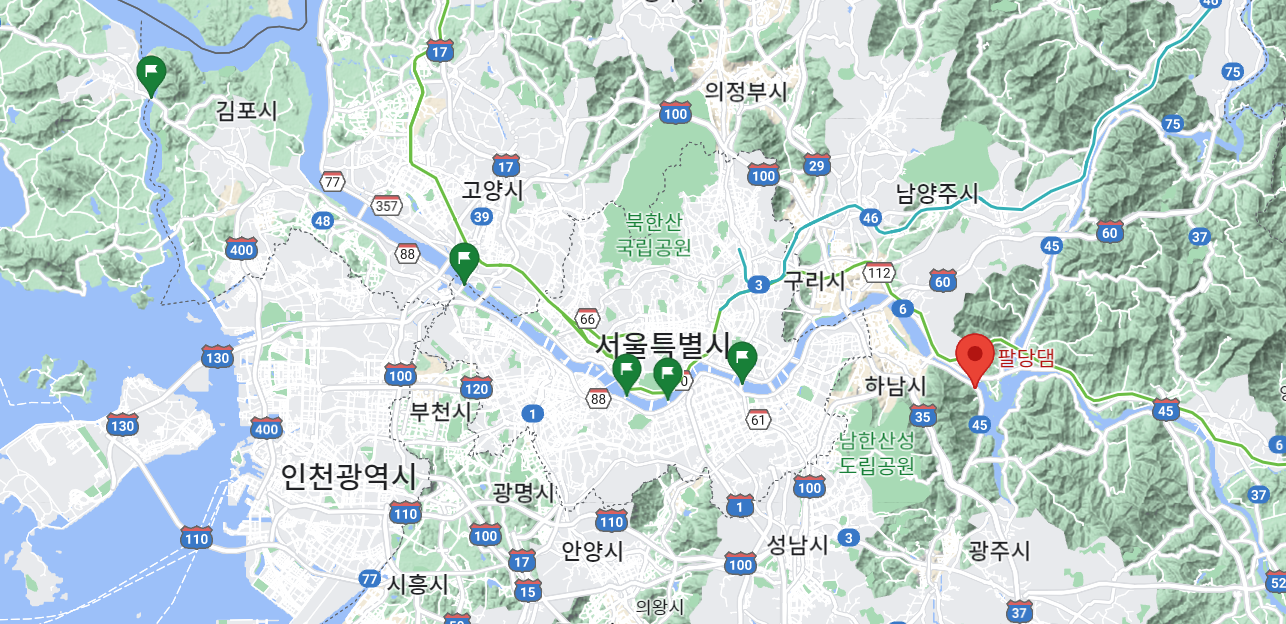 46
17
75
의정부시
김포시
100
75
17
29
100
77
고양시
남양주시
357
39
48
북한산
국립공원
46
60
37
400
88
45
112
3
구리시
60
6
66
서울특별시
130
팔당댐
100
120
하남시
88
부천시
1
61
35
45
45
130
400
남한산성
도립공원
6
인천광역시
광명시
100
37
110
1
110
100
110
성남시
3
안양시
광주시
17
100
77
시흥시
15
52
의왕시
37